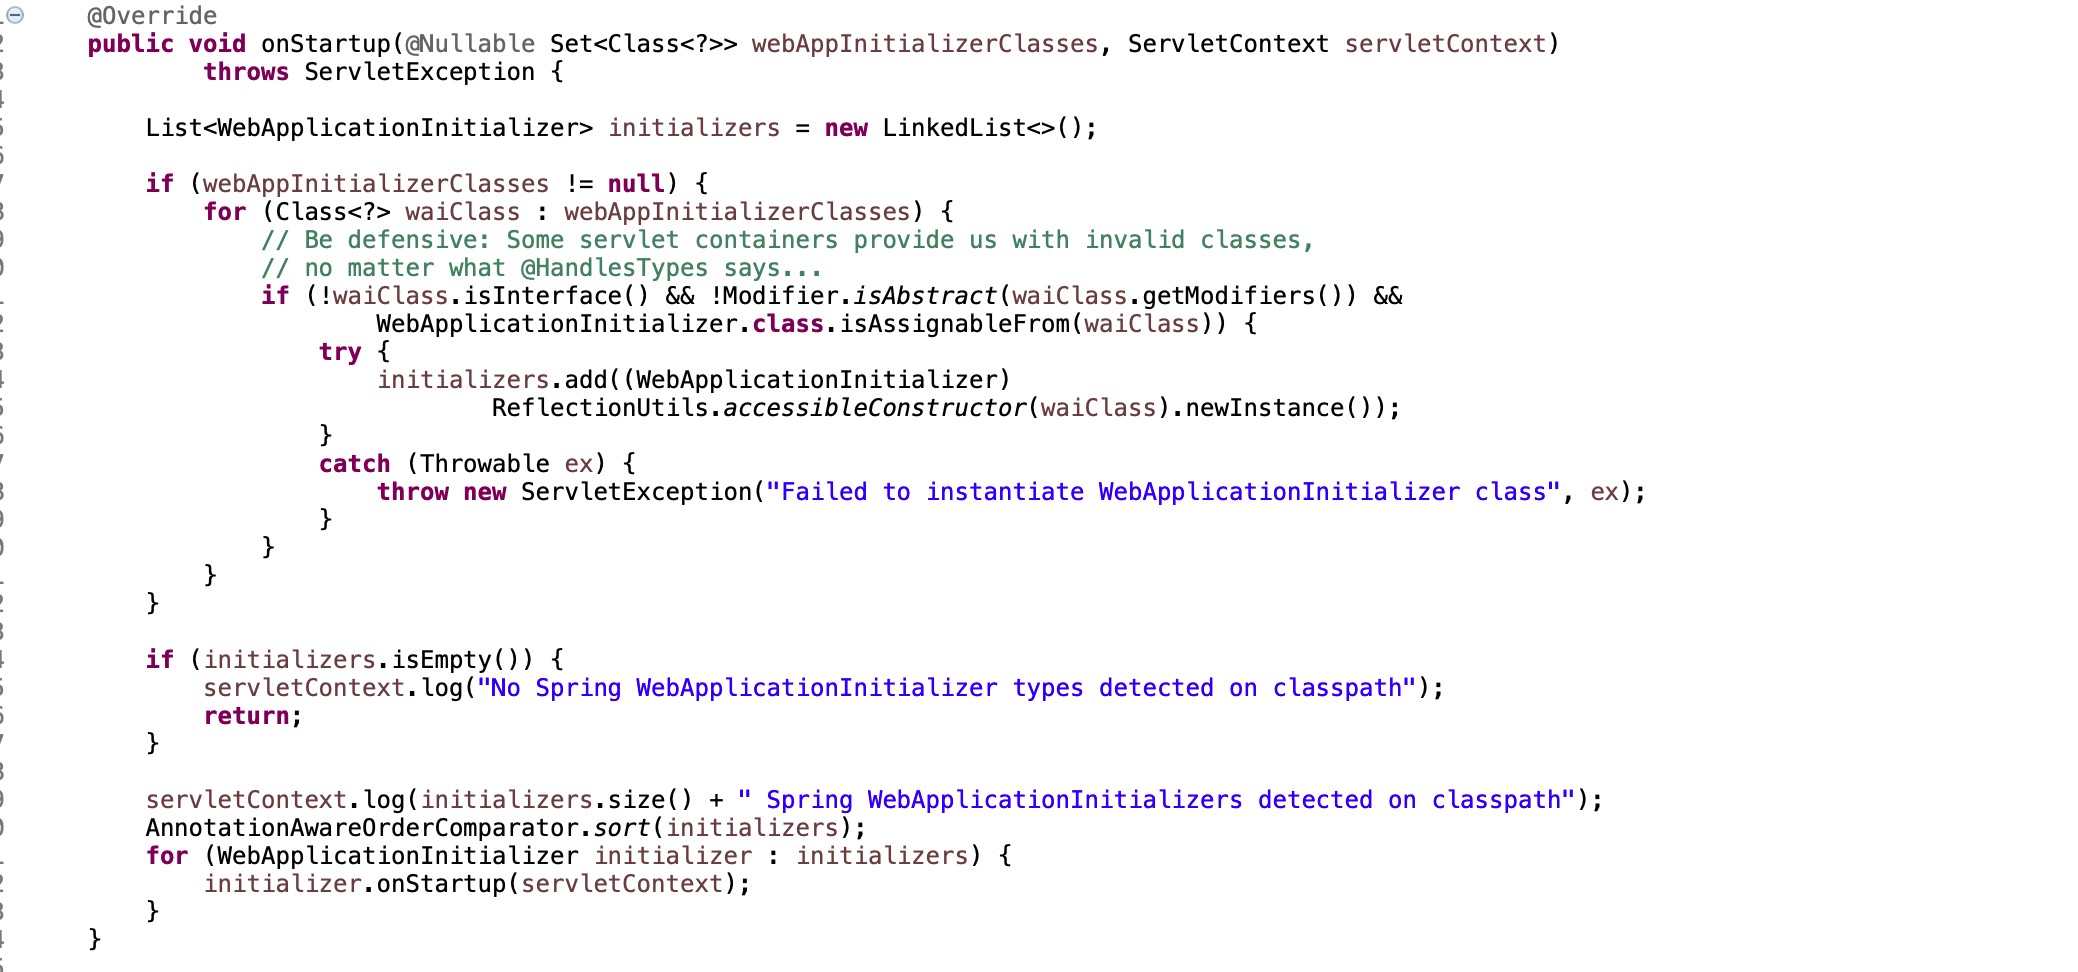 @Override
public void onStartup(@Nullable Set<Class<?>> webAppInitializerClasses, ServletContext servletContext)
throws ServletException {
List<WebApplicationInitializer> initializers = new LinkedList<>();
if (webAppInitializerClasses != null) {
for (Class<?> waiClass : webAppInitializerClasses) {
// Be defensive: Some servlet containers provide us with invalid classes,
// no matter what @HandlesTypes says...
if (!waiClass.isInterface() && !Modifier.isAbstract(waiClass.getModifiers()) &&
WebApplicationInitializer.class.isAssignableFrom(waiClass)) {
try {
initializers.add((WebApplicationInitializer)
ReflectionUtils.accessibleConstructor(waiClass).newInstance());
}
catch (Throwable ex) {
throw new ServletException("Failed to instantiate WebApplicationInitializer class", ex);
}
}
}
}
if (initializers.isEmpty()) {
servletContext.log("No Spring WebApplicationInitializer types detected on classpath");
return;
}
servletContext.log(initializers.size() + " Spring WebApplicationInitializers detected on classpath");
AnnotationAwareOrderComparator.sort(initializers);
for (WebApplicationInitializer initializer : initializers) {
initializer.onStartup(servletContext);
}
}